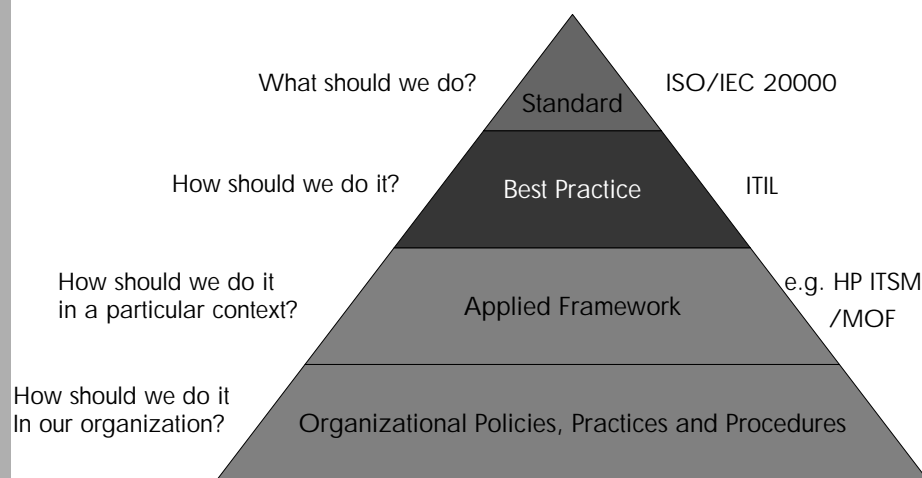 What should we do?
Standard
ISO/IEC 20000
How should we do it?
Best Practice
ITIL
How should we do it
in a particular context?
Applied Framework
e.g. HP ITSM
/MOF
How should we do it
In our organization?
Organizational Policies, Practices and Procedures